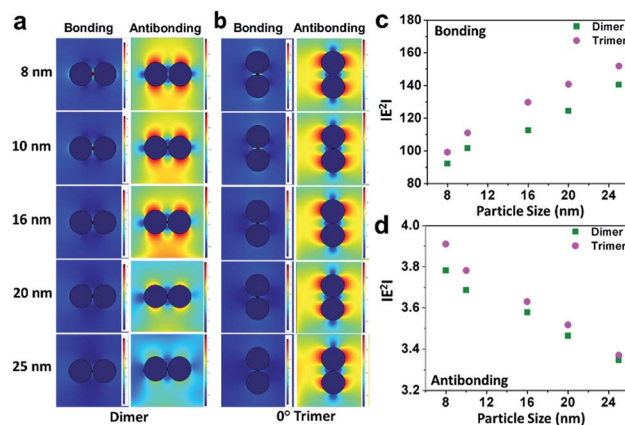 a
Bonding Antibonding
8 nm
10 nm
16 nm
20 nm
25 nm
Dimer
b
Bonding Antibonding
0° Trimer
c
180
160
140
120
100
80
Bonding
Dimer
Trimer
|E²|
8 12 16 20 24
Particle Size (nm)
d
4.0
3.8
3.6
3.4
3.2
Dimer
Trimer
|E²|
Antibonding
8 12 16 20 24
Particle Size (nm)